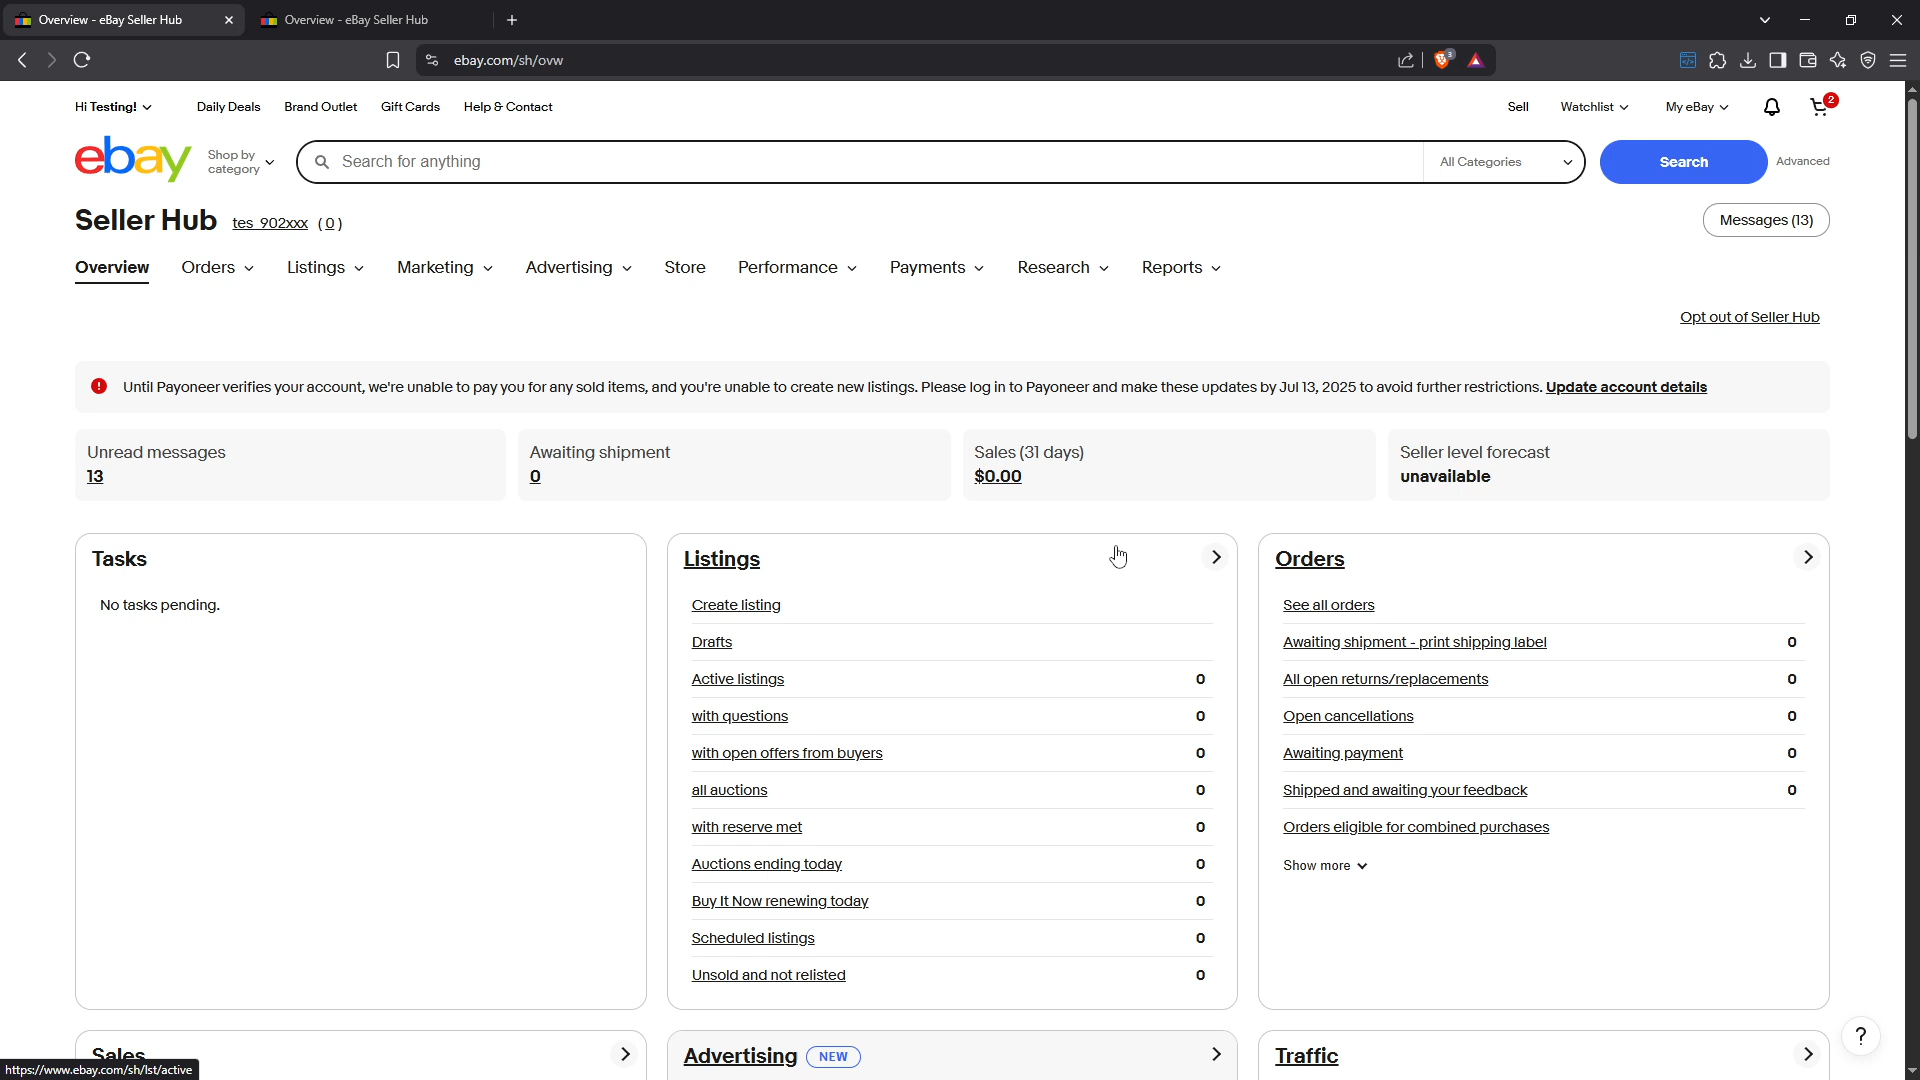 Overview - eBay Seller Hub
Overview - eBay Seller Hub
ebay.com/sh/ovw
3
Hi Testing!
Daily Deals
Brand Outlet
Gift Cards
Help & Contact
Sell
Watchlist
My eBay
2
ebay
Shop by
category
Search for anything
All Categories
Search
Advanced
Seller Hub
tes_902xxx (0)
Messages (13)
Overview
Orders
Listings
Marketing
Advertising
Store
Performance
Payments
Research
Reports
Opt out of Seller Hub
Until Payoneer verifies your account, we're unable to pay you for any sold items, and you're unable to create new listings. Please log in to Payoneer and make these updates by Jul 13, 2025 to avoid further restrictions. Update account details
Unread messages
13
Awaiting shipment
0
Sales (31 days)
$0.00
Seller level forecast
unavailable
Tasks
No tasks pending.
Listings
Create listing
Drafts
Active listings 0
with questions 0
with open offers from buyers 0
all auctions 0
with reserve met 0
Auctions ending today 0
Buy It Now renewing today 0
Scheduled listings 0
Unsold and not relisted 0
Orders
See all orders
Awaiting shipment - print shipping label 0
All open returns/replacements 0
Open cancellations 0
Awaiting payment 0
Shipped and awaiting your feedback 0
Orders eligible for combined purchases
Show more
Sales
Advertising NEW
Traffic
?
https://www.ebay.com/sh/lst/active